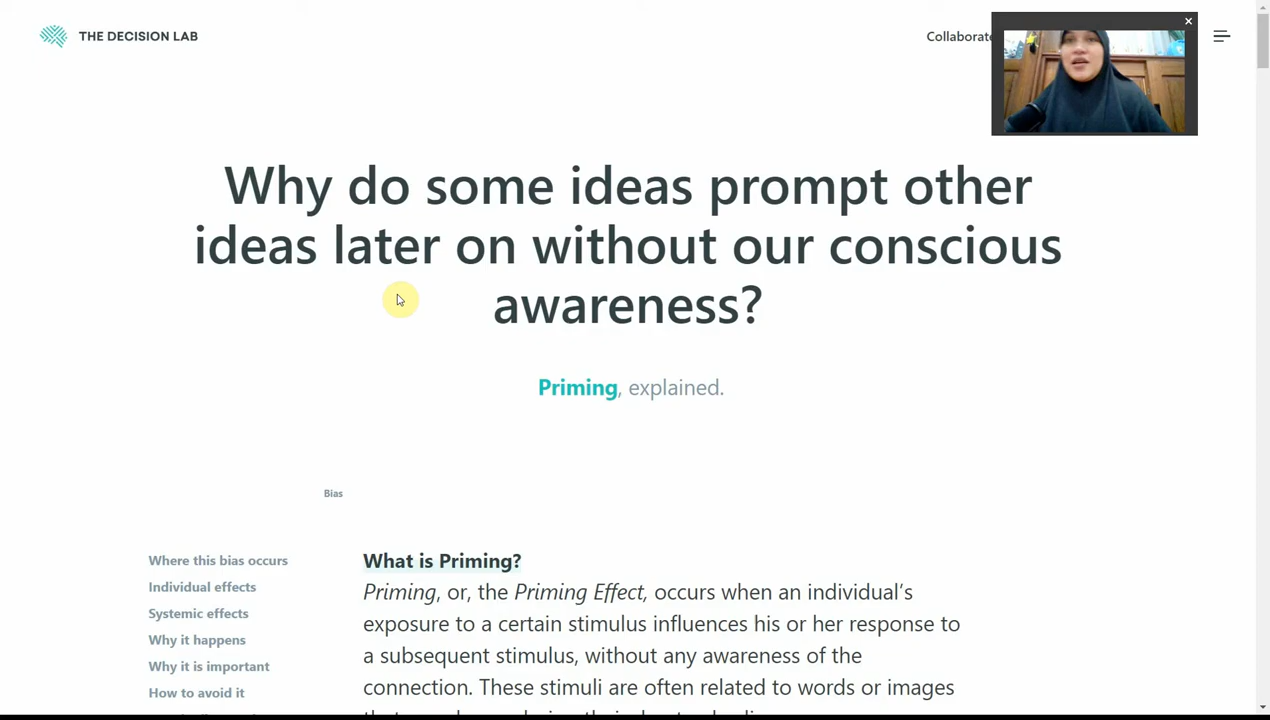 THE DECISION LAB
Collaborate
Why do some ideas prompt other
ideas later on without our conscious
awareness?
Priming, explained.
Bias
Where this bias occurs
Individual effects
Systemic effects
Why it happens
Why it is important
How to avoid it
What is Priming?
Priming, or, the Priming Effect, occurs when an individual’s
exposure to a certain stimulus influences his or her response to
a subsequent stimulus, without any awareness of the
connection. These stimuli are often related to words or images